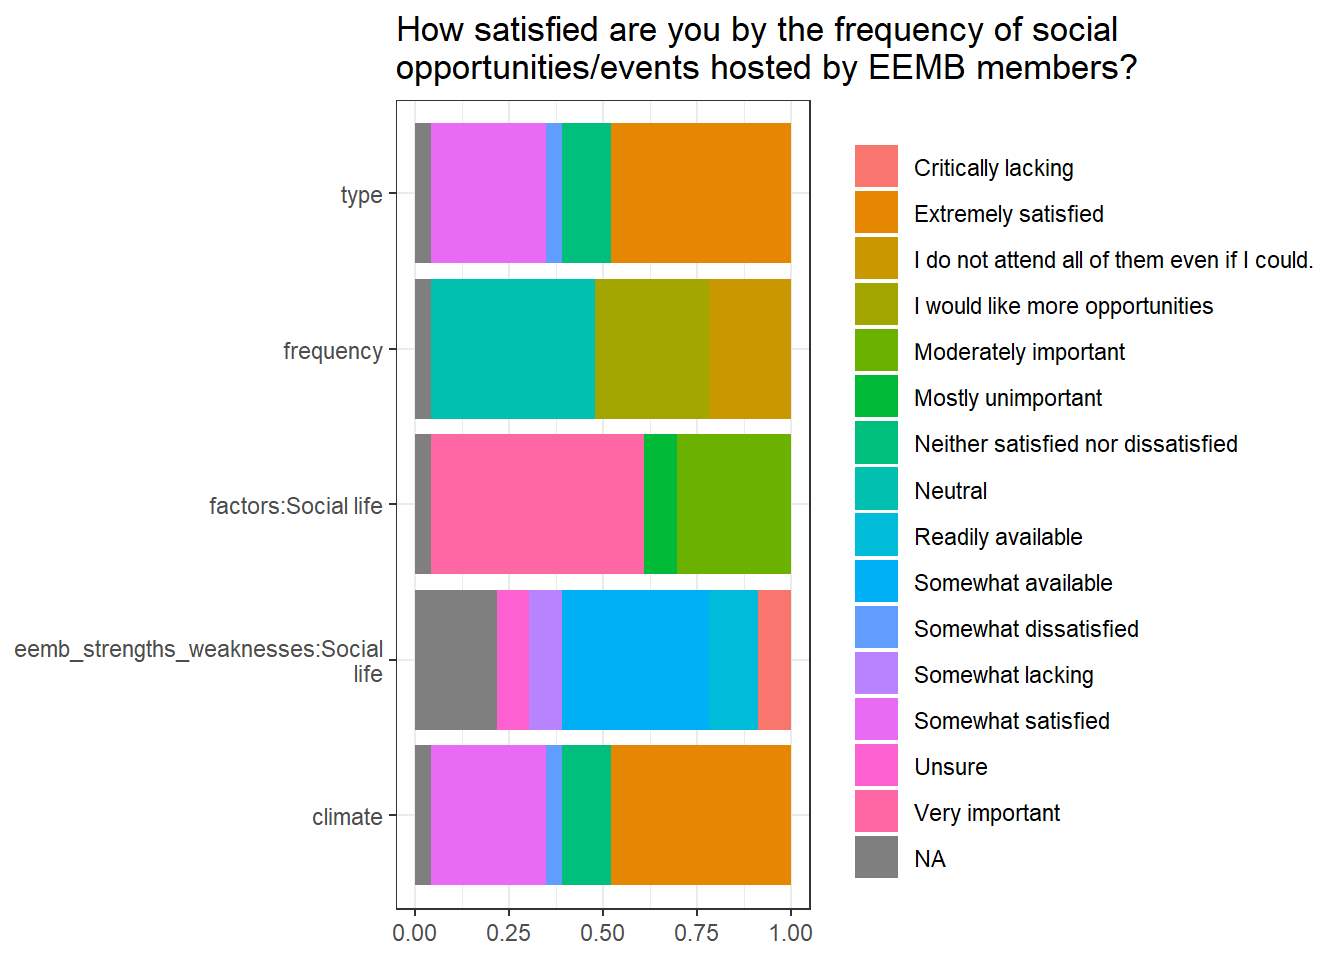 How satisfied are you by the frequency of social
opportunities/events hosted by EEMB members?
type
frequency
factors:Social life
eemb_strengths_weaknesses:Social
life
climate
0.00 0.25 0.50 0.75 1.00
Critically lacking
Extremely satisfied
I do not attend all of them even if I could.
I would like more opportunities
Moderately important
Mostly unimportant
Neither satisfied nor dissatisfied
Neutral
Readily available
Somewhat available
Somewhat dissatisfied
Somewhat lacking
Somewhat satisfied
Unsure
Very important
NA